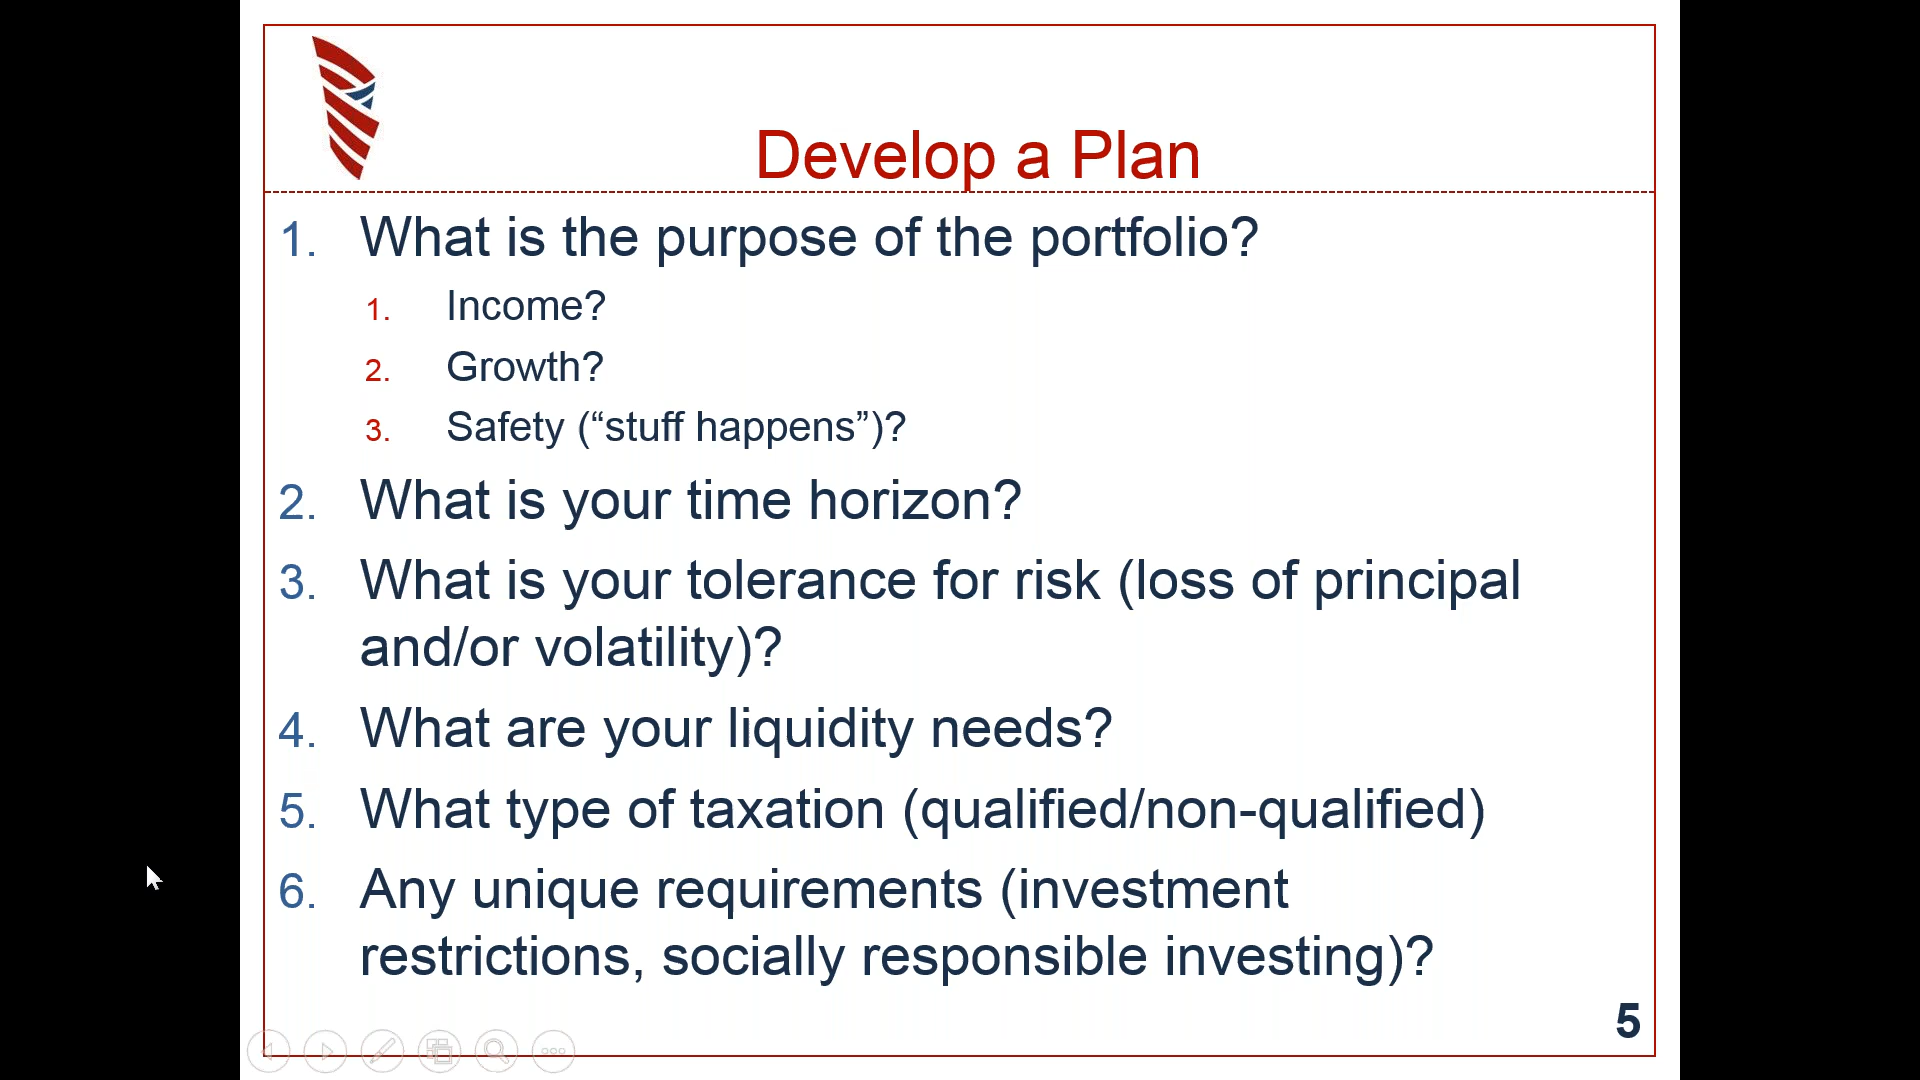 Develop a Plan
1. What is the purpose of the portfolio?
1. Income?
2. Growth?
3. Safety (“stuff happens”)?
2. What is your time horizon?
3. What is your tolerance for risk (loss of principal
and/or volatility)?
4. What are your liquidity needs?
5. What type of taxation (qualified/non-qualified)
6. Any unique requirements (investment
restrictions, socially responsible investing)?
5